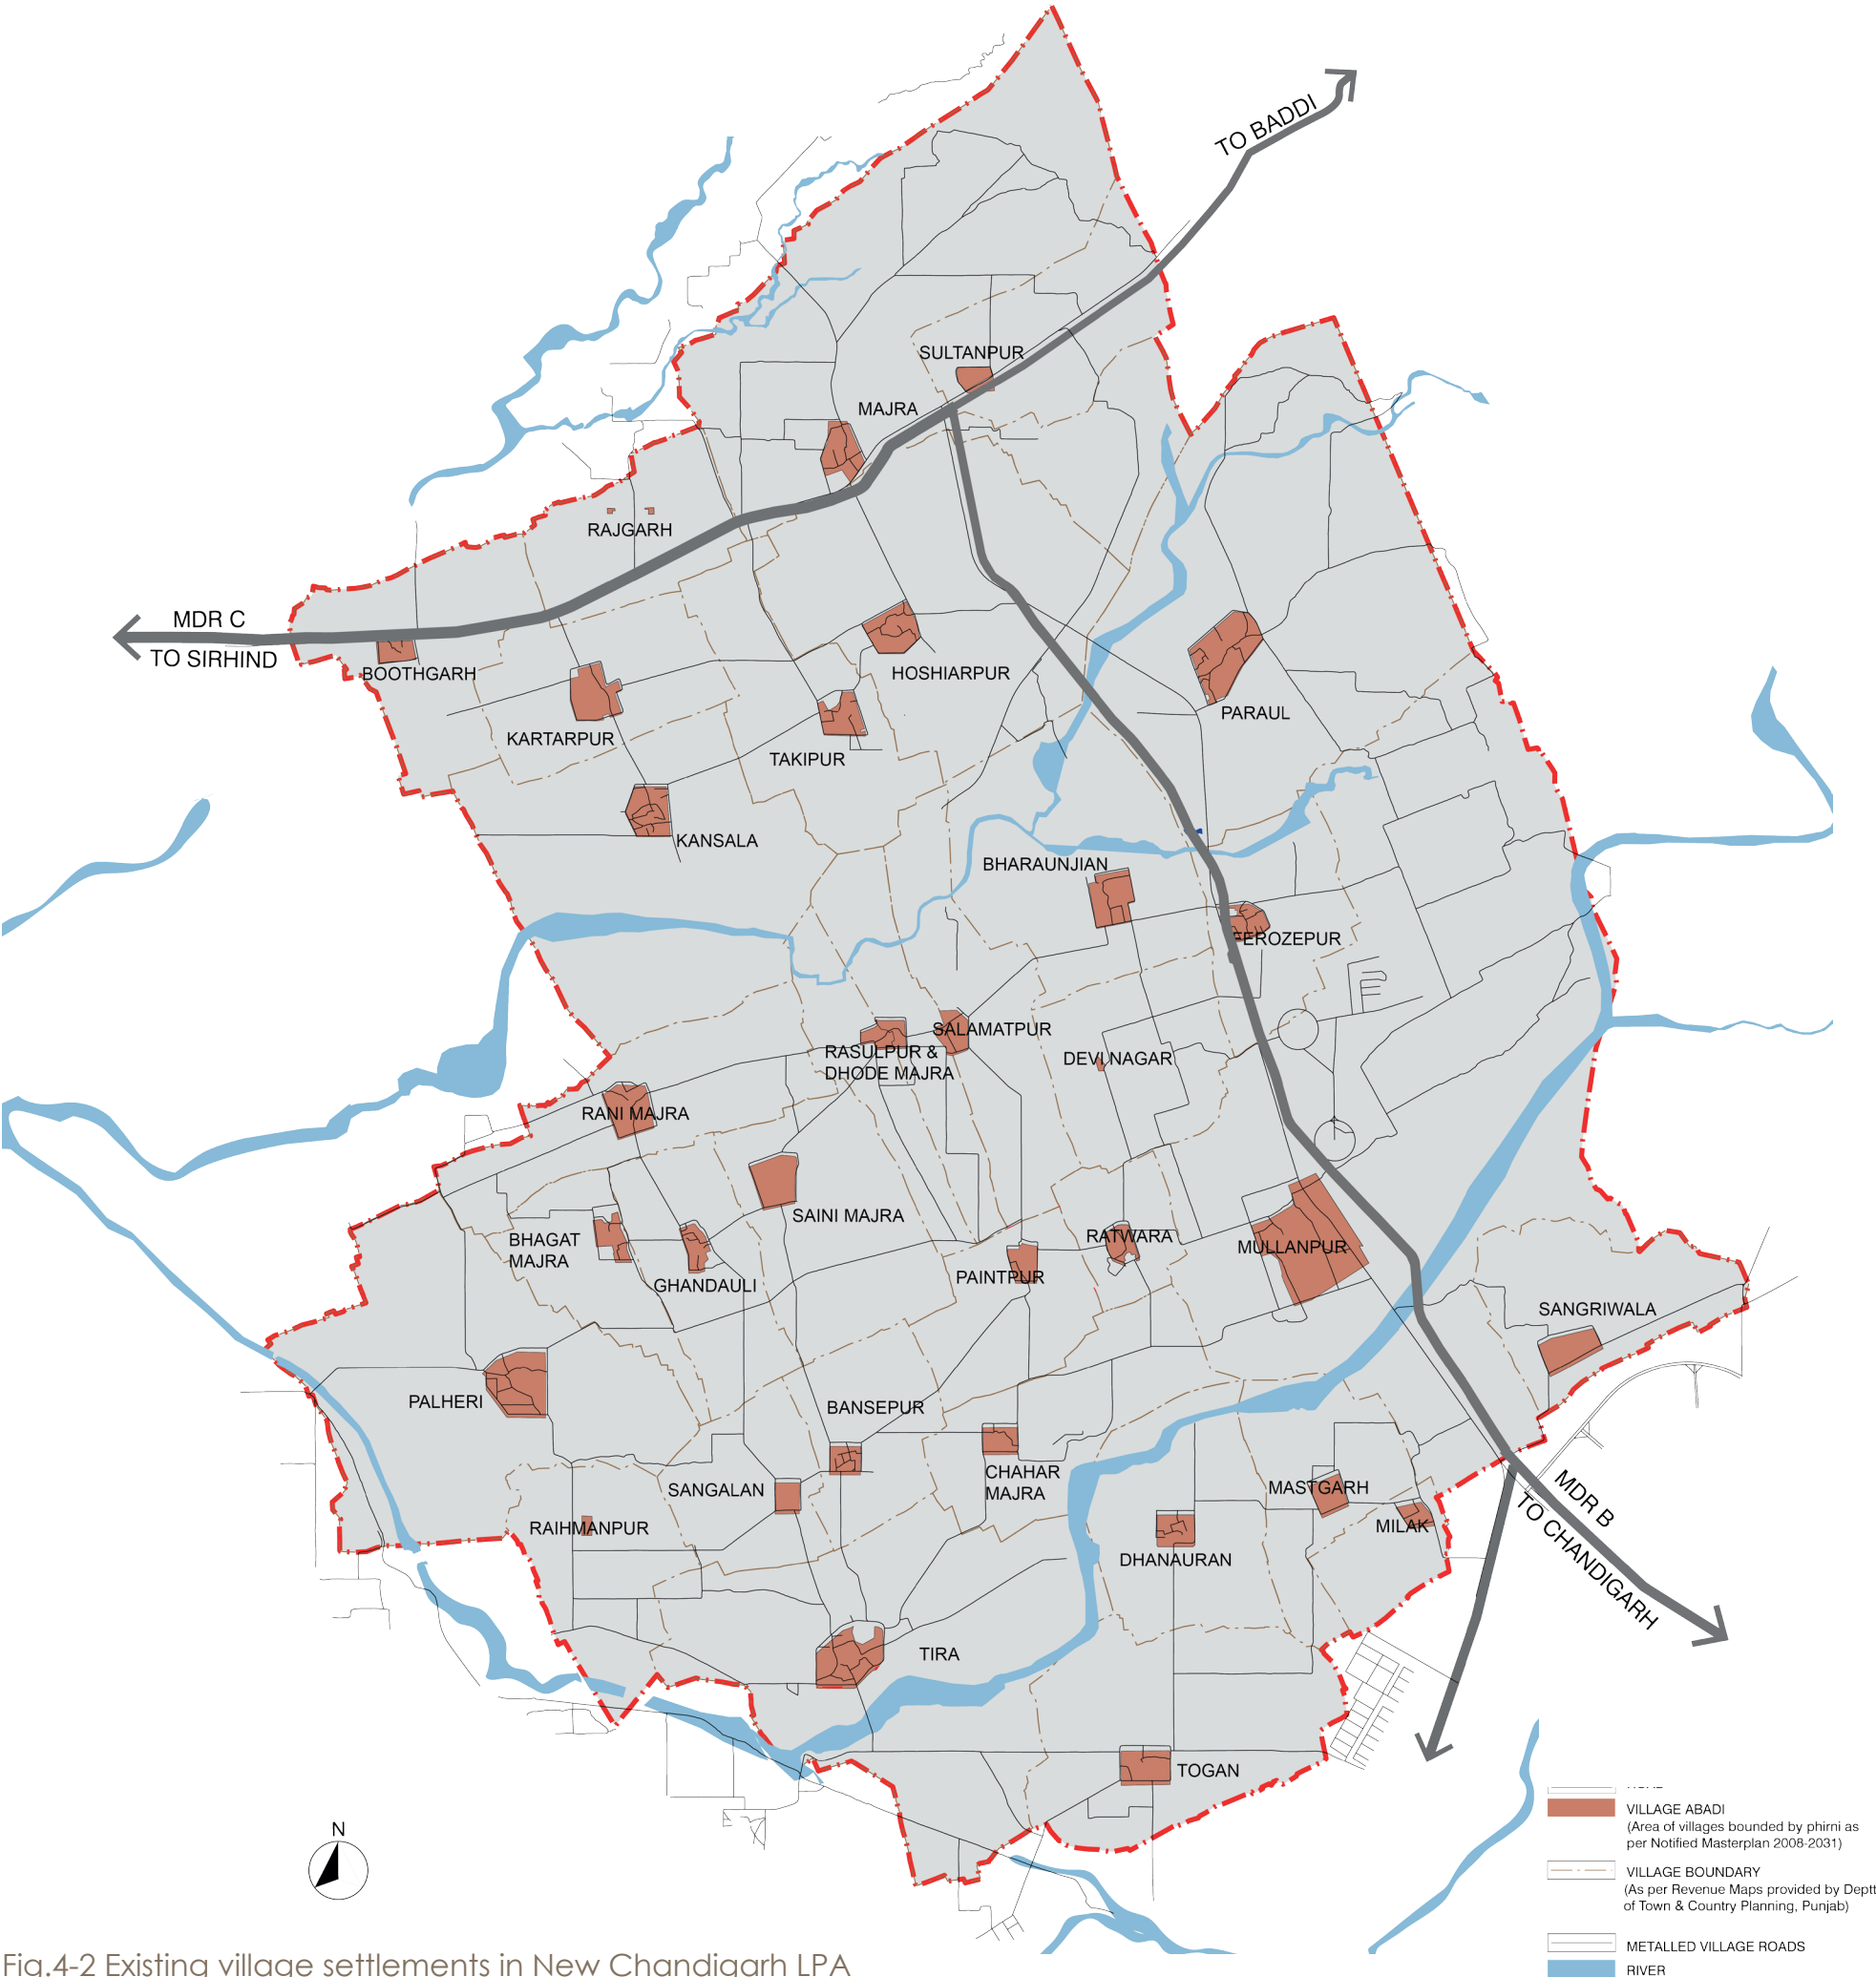 TO BADDI
SULTANPUR
MAJRA
RAJGARH
MDR C
TO SIRHIND
BOOTHGARH
HOSHIARPUR
KARTARPUR
PARAUL
TAKIPUR
KANSALA
BHARAUNJIAN
FEROZEPUR
SALAMATPUR
RASULPUR &
DHODE MAJRA
DEVI NAGAR
RANI MAJRA
SAINI MAJRA
BHAGAT
MAJRA
GHANDAULI
RATWARA
PAINTPUR
MULLANPUR
SANGRIWALA
PALHERI
BANSEPUR
SANGALAN
CHAHAR
MAJRA
MASTGARH
MILAK
RAIHMANPUR
DHANAURAN
MDR B
TO CHANDIGARH
TIRA
TOGAN
N
VILLAGE ABADI
(Area of villages bounded by phirni as
per Notified Masterplan 2008-2031)
VILLAGE BOUNDARY
(As per Revenue Maps provided by Deptt
of Town & Country Planning, Punjab)
METALLED VILLAGE ROADS
RIVER
Fig.4-2 Existing village settlements in New Chandigarh LPA